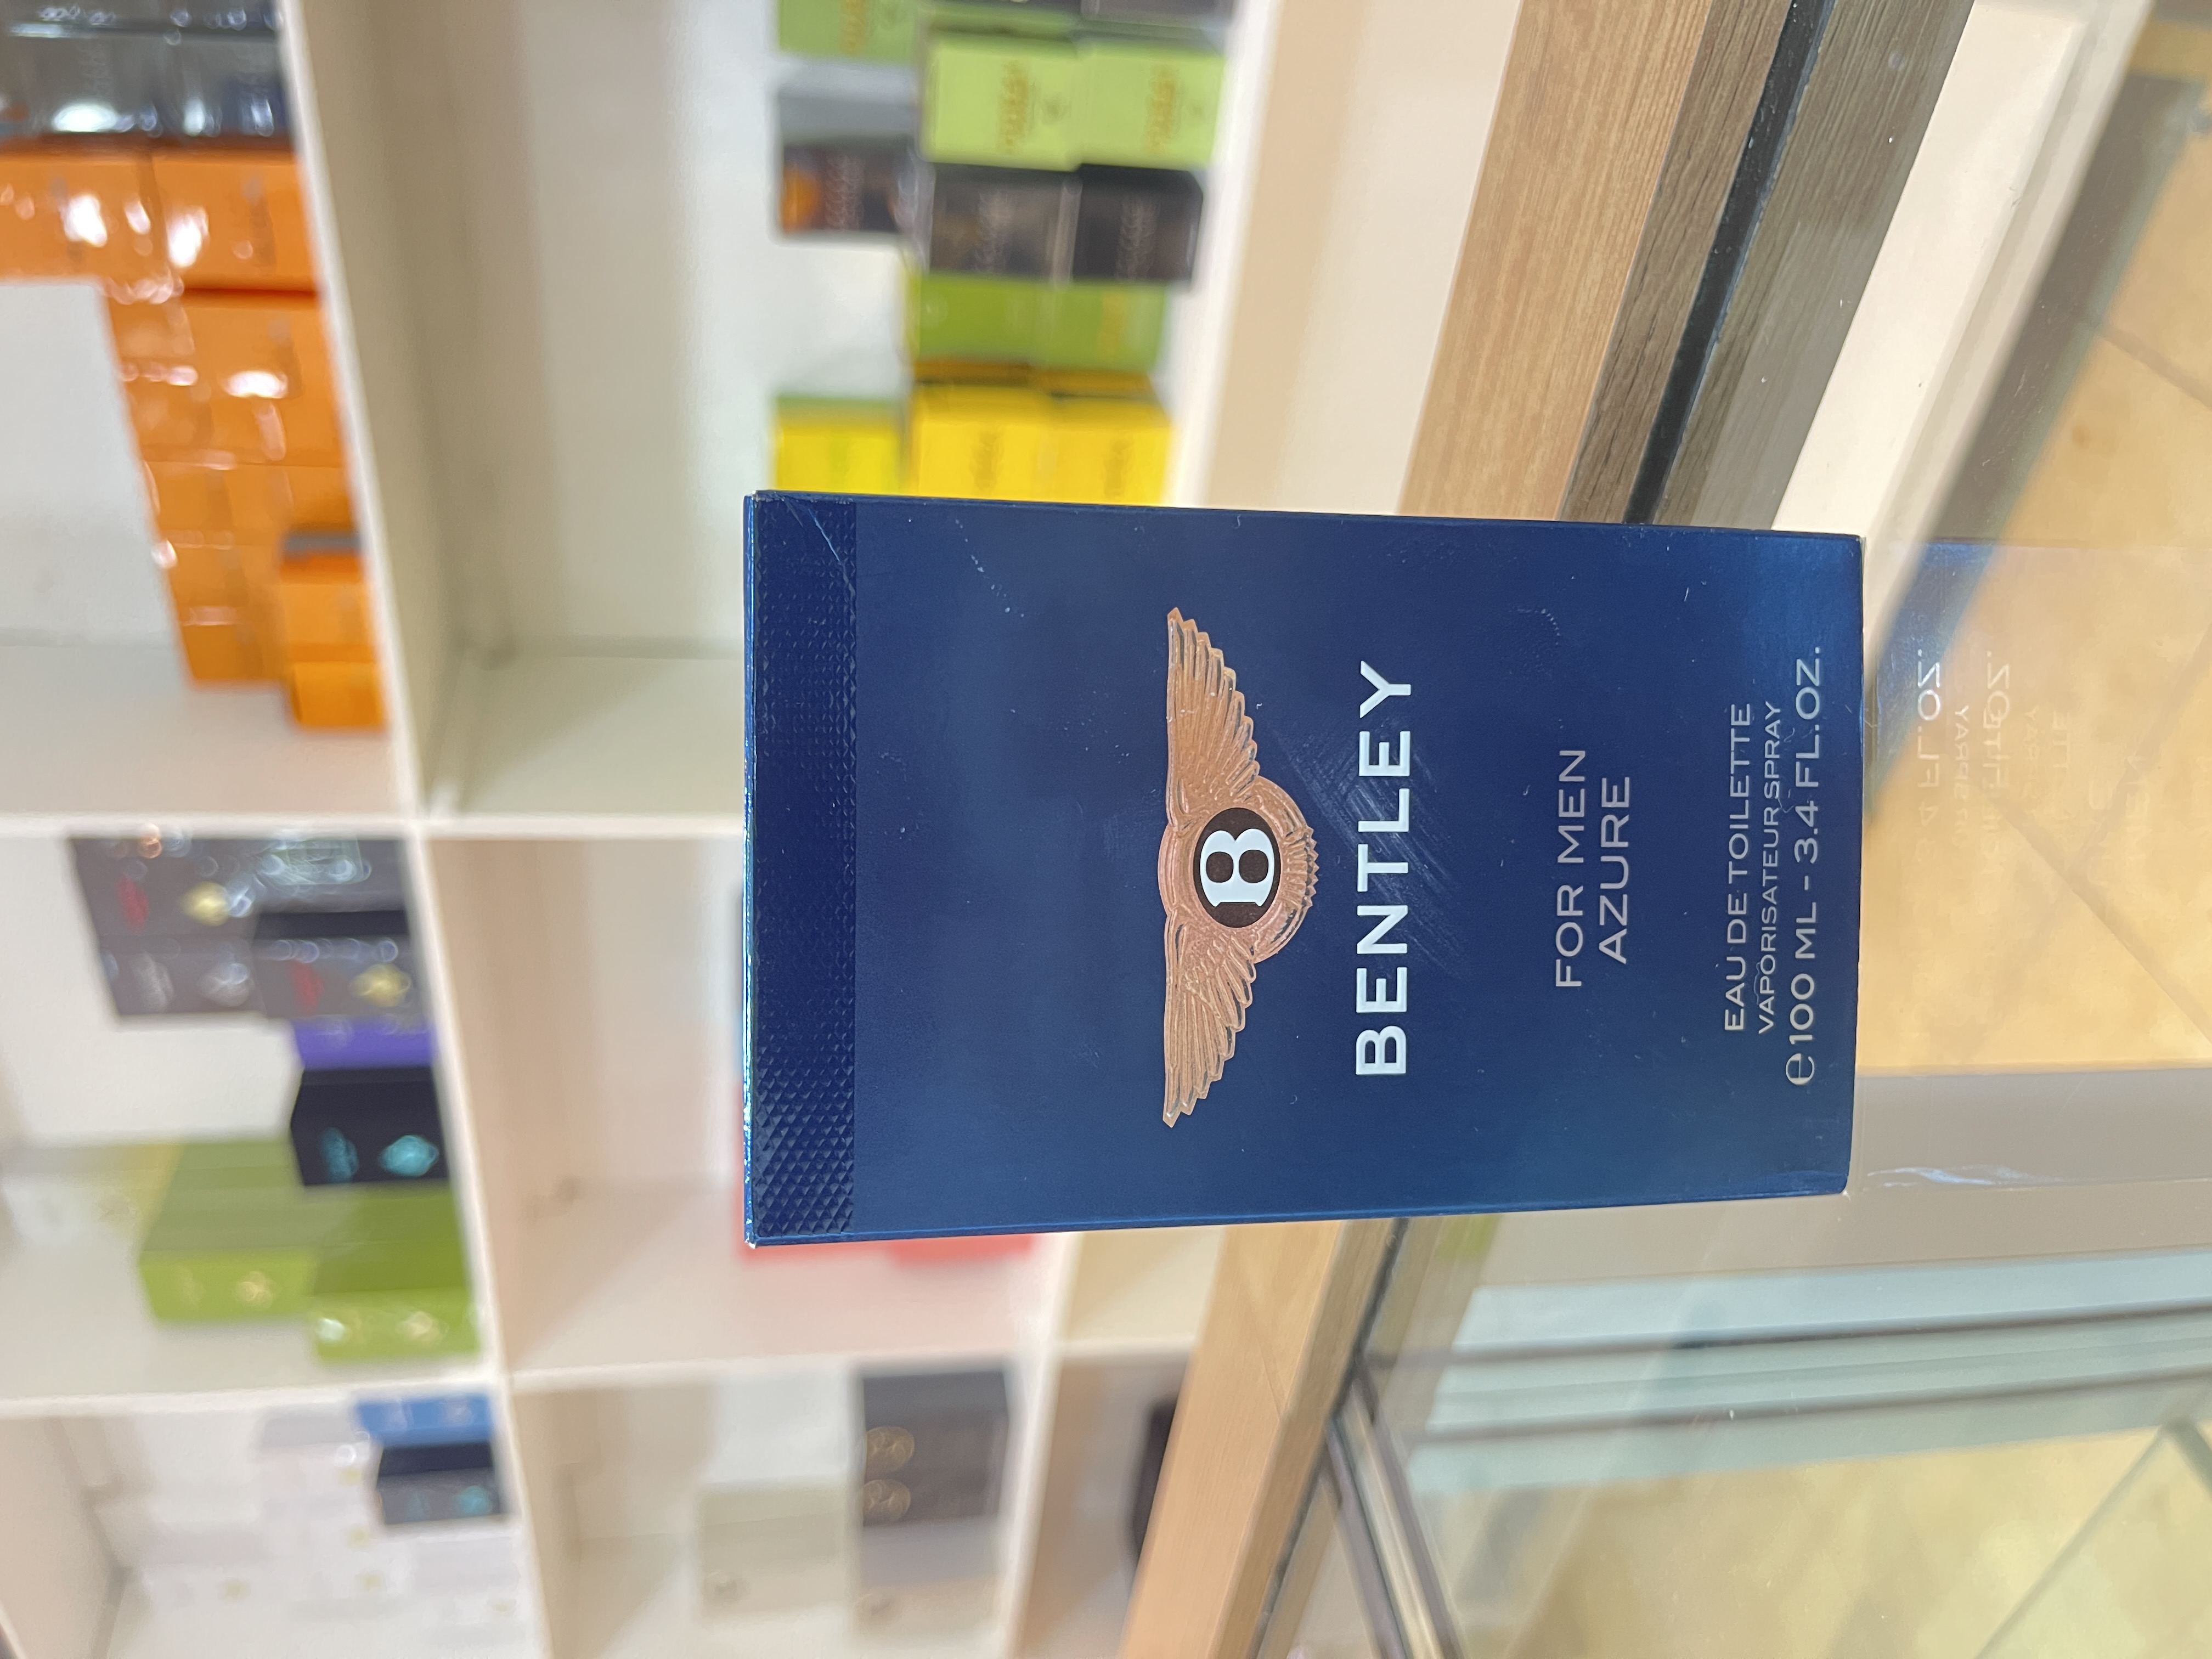 B
BENTLEY
FOR MEN
AZURE
EAU DE TOILETTE
VAPORISATEUR SPRAY
℮100 ML - 3.4 FL.OZ.